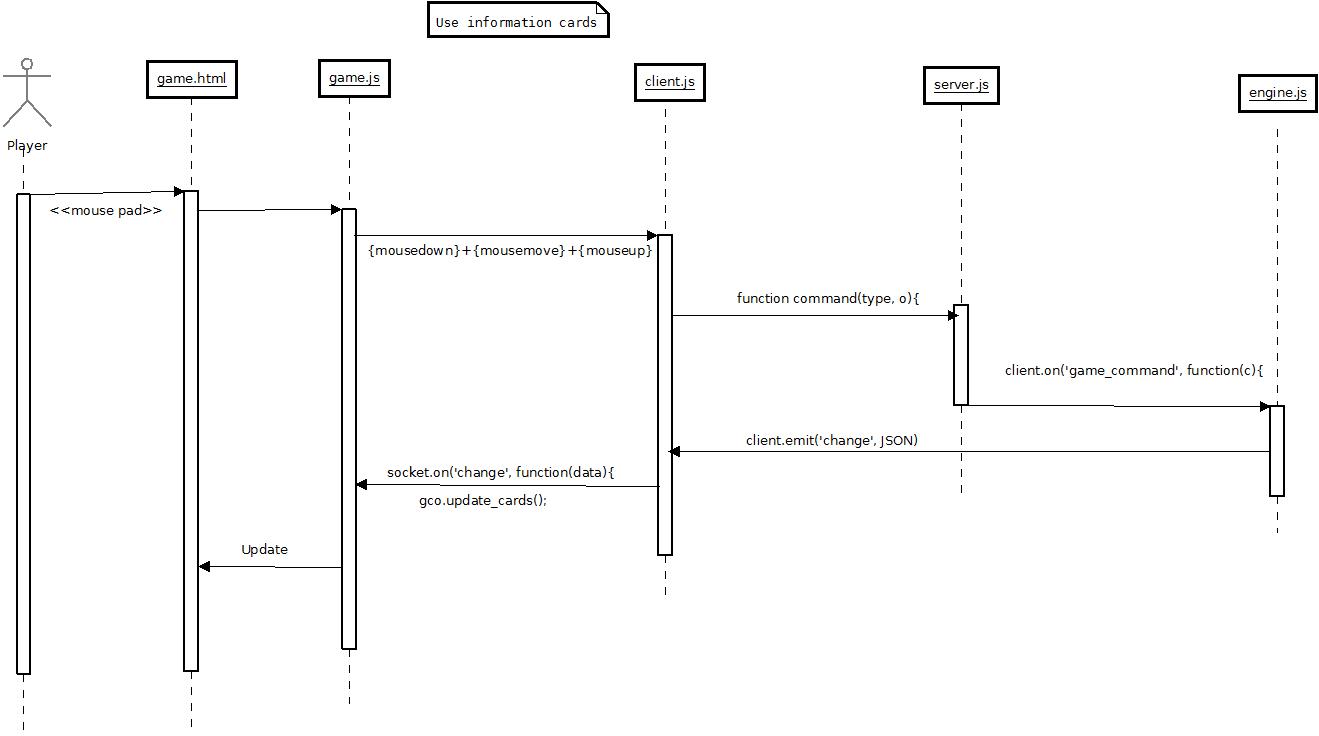 Use information cards
game.html
game.js
client.js
server.js
engine.js
Player
<<mouse pad>>
{mousedown}+{mousemove}+{mouseup}
function command(type, o){
client.on('game_command', function(c){
client.emit('change', JSON)
socket.on('change', function(data){
gco.update_cards();
Update